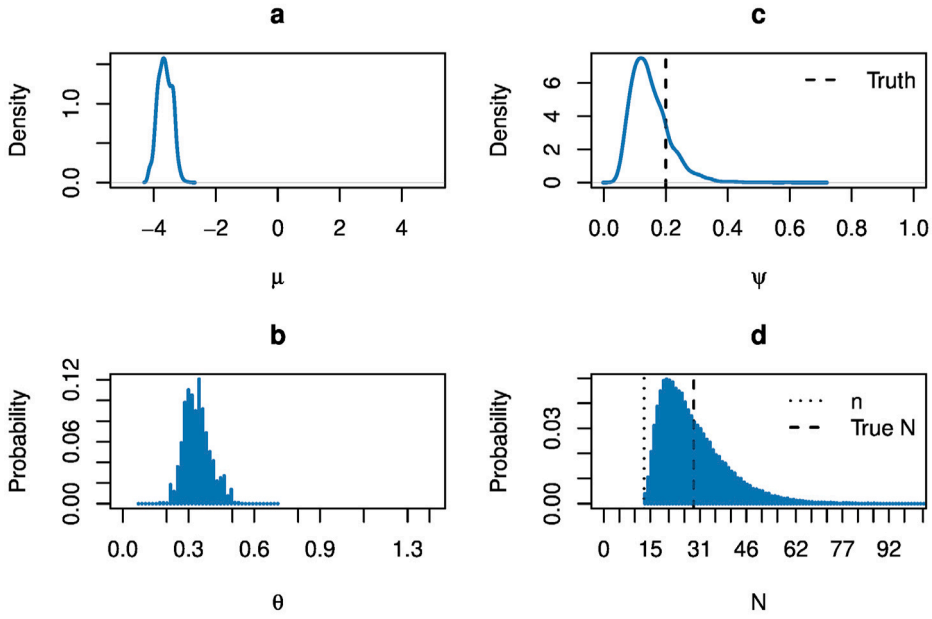 a
Density
0.0 1.0
−4 −2 0 2 4
μ
c
Density
0 2 4 6
Truth
0.0 0.2 0.4 0.6 0.8 1.0
ψ
b
Probability
0.00 0.06 0.12
0.0 0.3 0.6 0.9 1.3
θ
d
Probability
0.00 0.03
n
True N
0 15 31 46 62 77 92
N